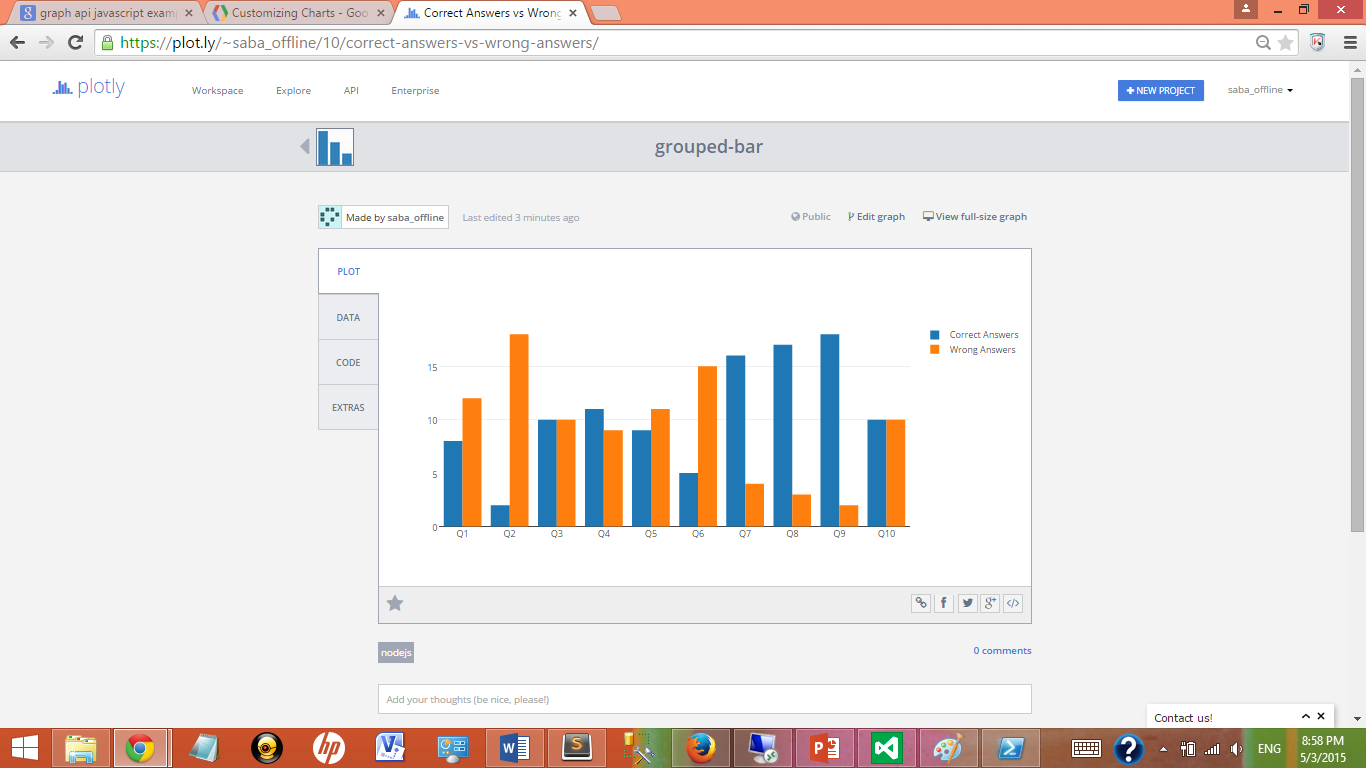 graph api javascript exam
Customizing Charts - Goo
Correct Answers vs Wrong
https://plot.ly/~saba_offline/10/correct-answers-vs-wrong-answers/
plotly
Workspace Explore API Enterprise
NEW PROJECT
saba_offline
grouped-bar
Made by saba_offline
Last edited 3 minutes ago
Public
Edit graph
View full-size graph
PLOT
DATA
CODE
EXTRAS
Correct Answers
Wrong Answers
15
10
5
0
Q1 Q2 Q3 Q4 Q5 Q6 Q7 Q8 Q9 Q10
nodejs
0 comments
Add your thoughts (be nice, please!)
Contact us!
ENG
8:58 PM
5/3/2015